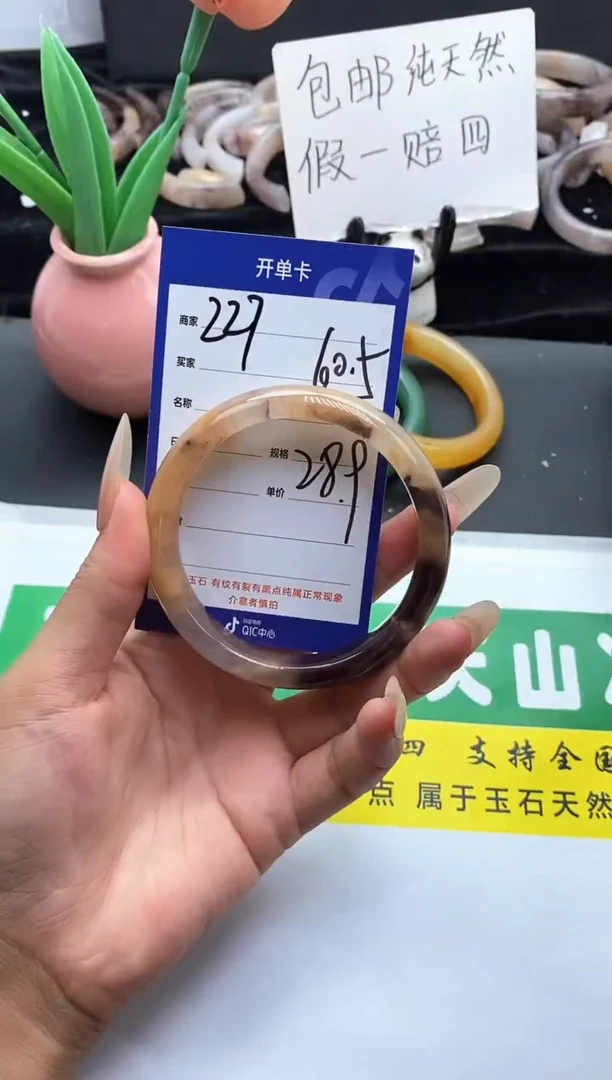 包邮纯天然
假一赔四
开单卡
商家 227
买家 62.5
名称
规格
单价 28.9
玉石 有纹有裂有黑点纯属正常现象
介意者慎拍
QIC中心
大山
四 支持全国
点 属于玉石天然